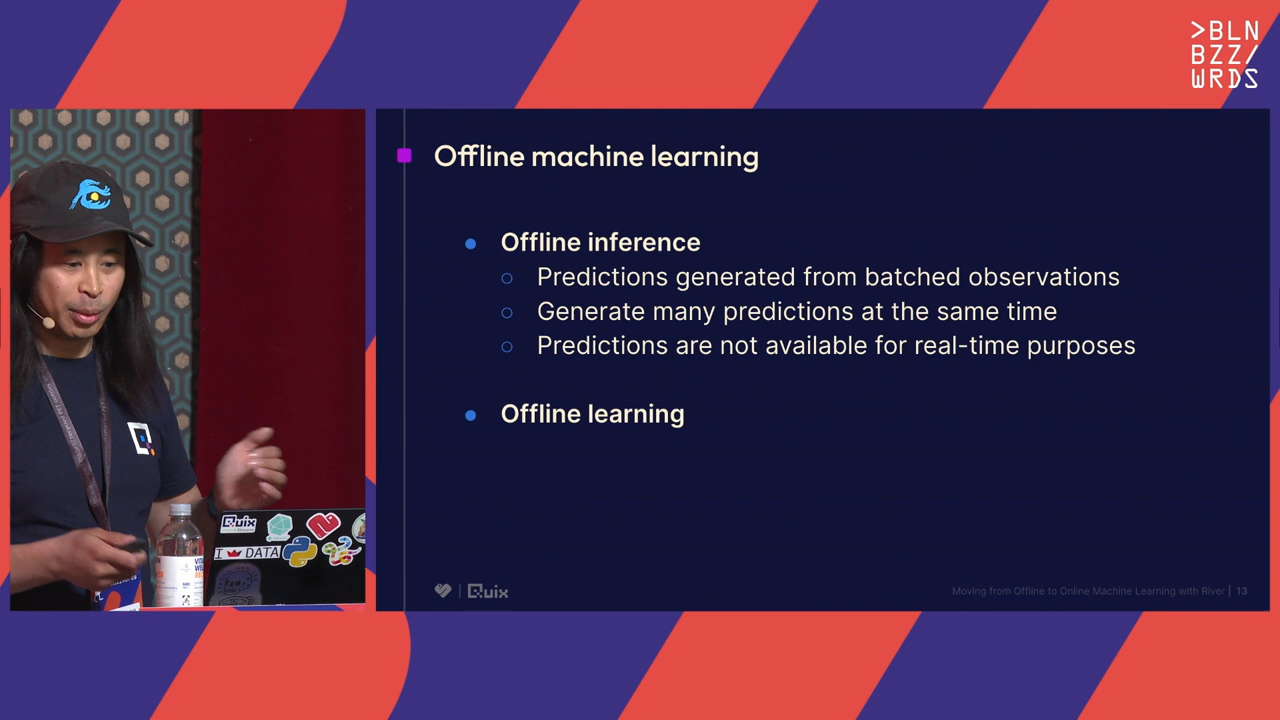 >BLN
BZZ/
WRDS
Offline machine learning
Offline inference
Predictions generated from batched observations
Generate many predictions at the same time
Predictions are not available for real-time purposes
Offline learning
Quix
Moving from Offline to Online Machine Learning with River | 13
Quix
I DATA